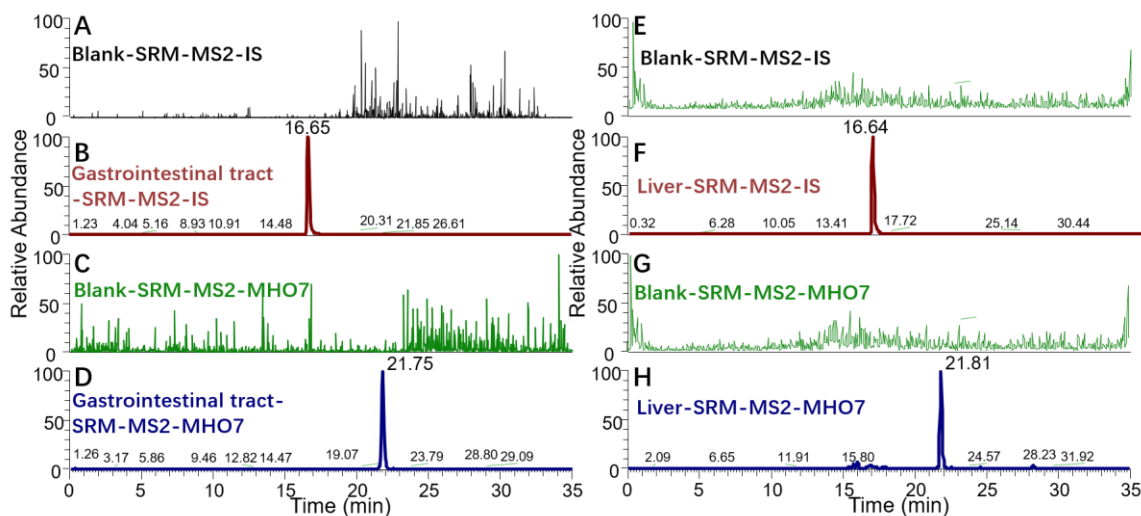 A
Blank-SRM-MS2-IS
100
50
0
16.65
B
Gastrointestinal tract
-SRM-MS2-IS
100
50
0
1.23 4.04 5.16 8.93 10.91 14.48 20.31 21.85 26.61
C
Blank-SRM-MS2-MHO7
100
50
0
21.75
D
Gastrointestinal tract-
SRM-MS2-MHO7
100
50
0
1.26 3.17 5.86 9.46 12.82 14.47 19.07 23.79 28.80 29.09
0 5 10 15 20 25 30 35
Time (min)
Relative Abundance
E
Blank-SRM-MS2-IS
100
50
0
16.64
F
Liver-SRM-MS2-IS
100
50
0
0.32 6.28 10.05 13.41 17.72 25.14 30.44
G
Blank-SRM-MS2-MHO7
100
50
0
21.81
H
Liver-SRM-MS2-MHO7
100
50
0
2.09 6.65 11.91 15.80 24.57 28.23 31.92
0 5 10 15 20 25 30 35
Time (min)
Relative Abundance